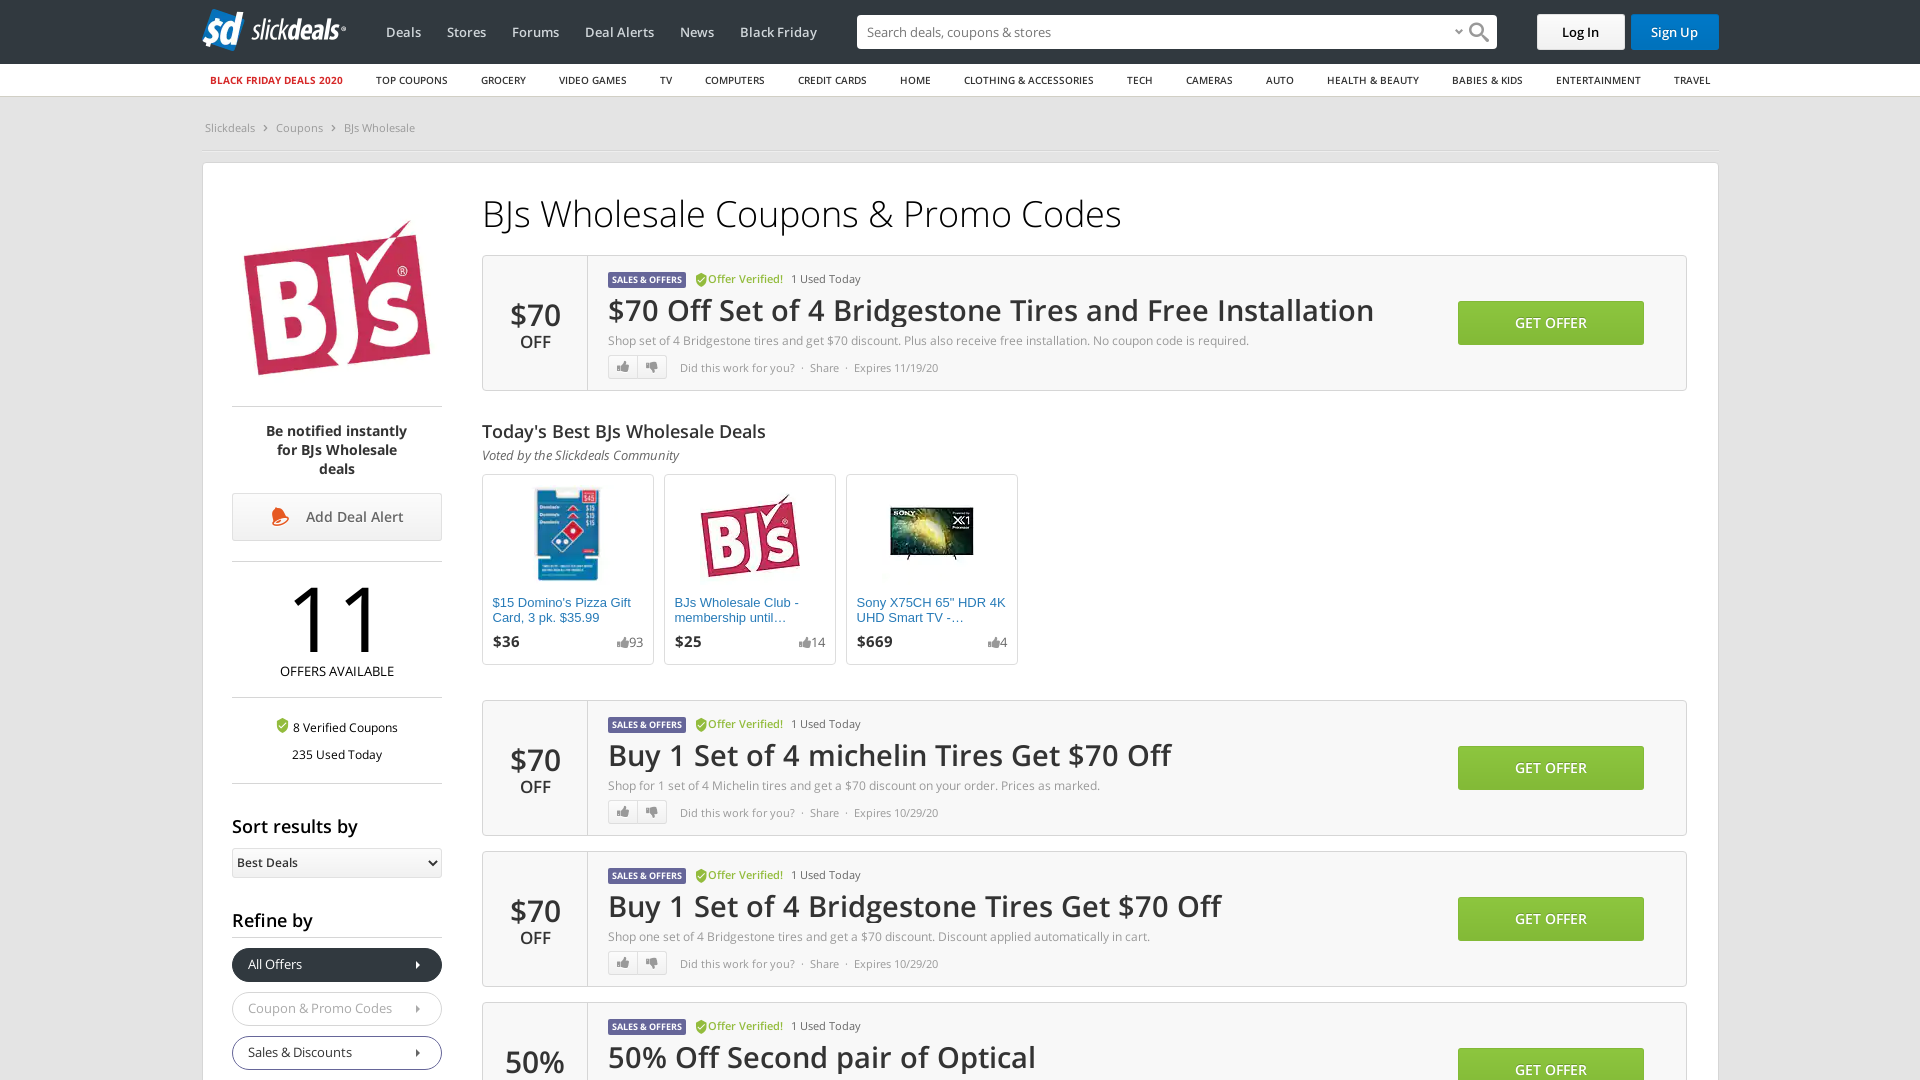 slickdeals
Deals
Stores
Forums
Deal Alerts
News
Black Friday
Search deals, coupons & stores
Log In
Sign Up
BLACK FRIDAY DEALS 2020
TOP COUPONS
GROCERY
VIDEO GAMES
TV
COMPUTERS
CREDIT CARDS
HOME
CLOTHING & ACCESSORIES
TECH
CAMERAS
AUTO
HEALTH & BEAUTY
BABIES & KIDS
ENTERTAINMENT
TRAVEL
Slickdeals › Coupons › BJs Wholesale
BJ's®
Be notified instantly
for BJs Wholesale
deals
Add Deal Alert
11
OFFERS AVAILABLE
8 Verified Coupons
235 Used Today
Sort results by
Best Deals
Refine by
All Offers
Coupon & Promo Codes
Sales & Discounts
BJs Wholesale Coupons & Promo Codes
$70
OFF
SALES & OFFERS Offer Verified! 1 Used Today
$70 Off Set of 4 Bridgestone Tires and Free Installation
Shop set of 4 Bridgestone tires and get $70 discount. Plus also receive free installation. No coupon code is required.
Did this work for you? · Share · Expires 11/19/20
GET OFFER
Today's Best BJs Wholesale Deals
Voted by the Slickdeals Community
$15 Domino's Pizza Gift
Card, 3 pk. $35.99
$36
93
BJ's®
BJs Wholesale Club -
membership until…
$25
14
SONY
X1
Sony X75CH 65" HDR 4K
UHD Smart TV -…
$669
4
$70
OFF
SALES & OFFERS Offer Verified! 1 Used Today
Buy 1 Set of 4 michelin Tires Get $70 Off
Shop for 1 set of 4 Michelin tires and get a $70 discount on your order. Prices as marked.
Did this work for you? · Share · Expires 10/29/20
GET OFFER
$70
OFF
SALES & OFFERS Offer Verified! 1 Used Today
Buy 1 Set of 4 Bridgestone Tires Get $70 Off
Shop one set of 4 Bridgestone tires and get a $70 discount. Discount applied automatically in cart.
Did this work for you? · Share · Expires 10/29/20
GET OFFER
50%
SALES & OFFERS Offer Verified! 1 Used Today
50% Off Second pair of Optical
GET OFFER